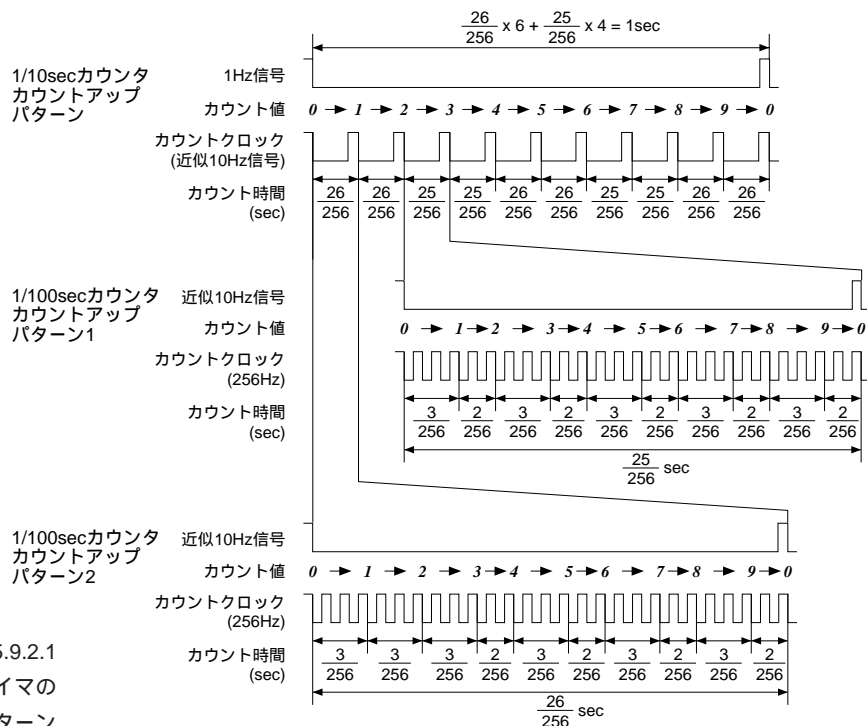 26/256 x 6 + 25/256 x 4 = 1sec
1/10secカウンタ
カウントアップ
パターン
1Hz信号
カウント値 0 → 1 → 2 → 3 → 4 → 5 → 6 → 7 → 8 → 9 → 0
カウントクロック
(近似10Hz信号)
カウント時間
(sec)
26/256 26/256 25/256 25/256 26/256 26/256 25/256 25/256 26/256 26/256
1/100secカウンタ
カウントアップ
パターン1
近似10Hz信号
カウント値 0 → 1 → 2 → 3 → 4 → 5 → 6 → 7 → 8 → 9 → 0
カウントクロック
(256Hz)
カウント時間
(sec)
3/256 2/256 3/256 2/256 3/256 2/256 3/256 2/256 3/256 2/256
25/256 sec
1/100secカウンタ
カウントアップ
パターン2
近似10Hz信号
カウント値 0 → 1 → 2 → 3 → 4 → 5 → 6 → 7 → 8 → 9 → 0
カウントクロック
(256Hz)
カウント時間
(sec)
3/256 3/256 3/256 2/256 3/256 2/256 3/256 2/256 3/256 2/256
26/256 sec
5.9.2.1
イマの
ターン